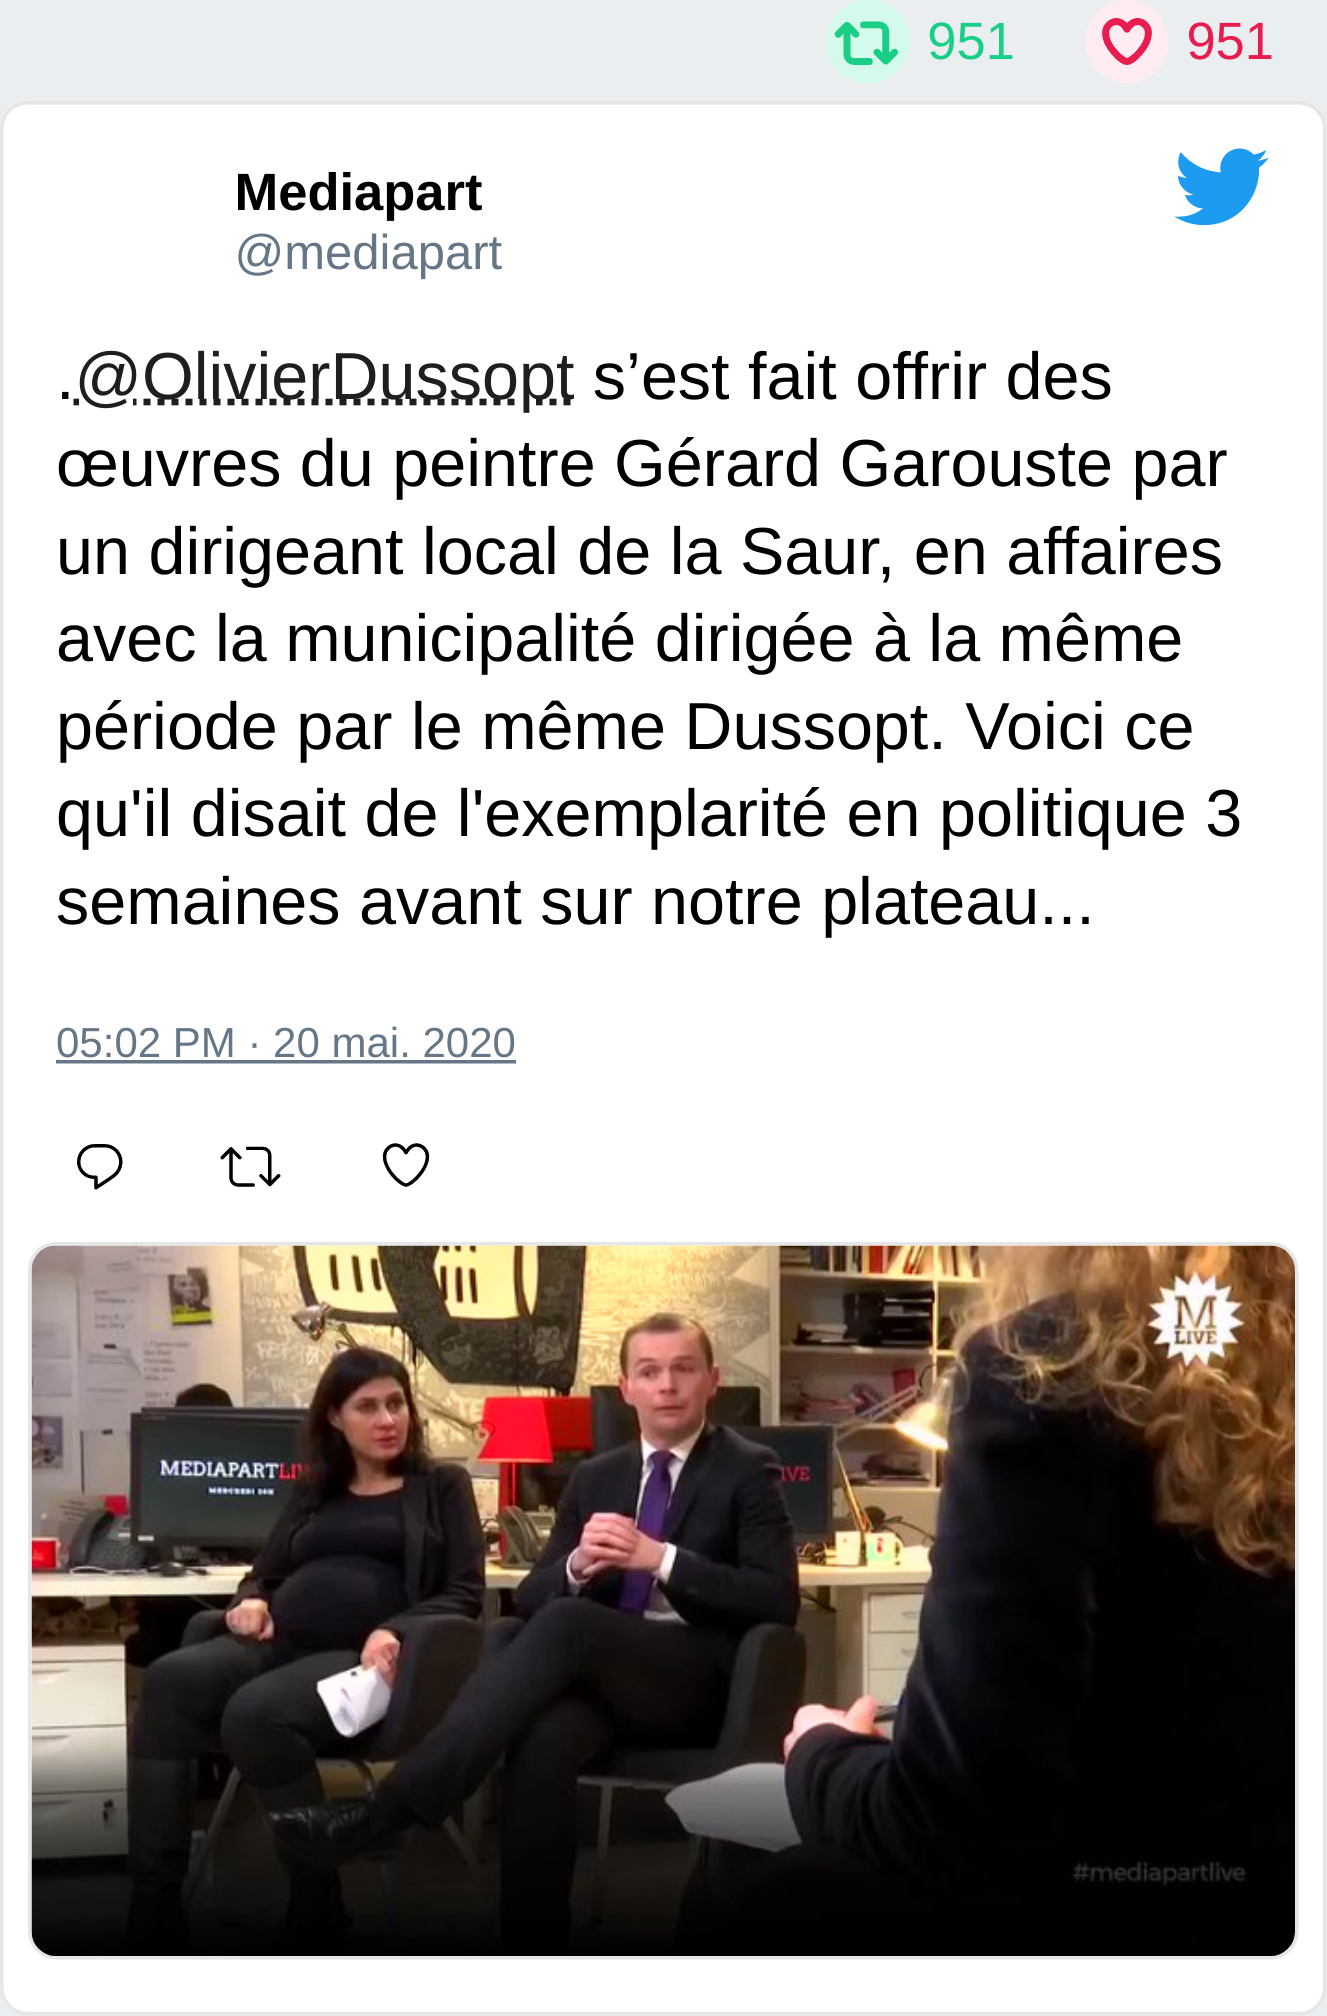 951 951
Mediapart
@mediapart
.@OlivierDussopt s’est fait offrir des
œuvres du peintre Gérard Garouste par
un dirigeant local de la Saur, en affaires
avec la municipalité dirigée à la même
période par le même Dussopt. Voici ce
qu'il disait de l'exemplarité en politique 3
semaines avant sur notre plateau...
05:02 PM · 20 mai. 2020
M
LIVE
MEDIAPARTLIV
IVE
MERCREDI
#mediapartlive